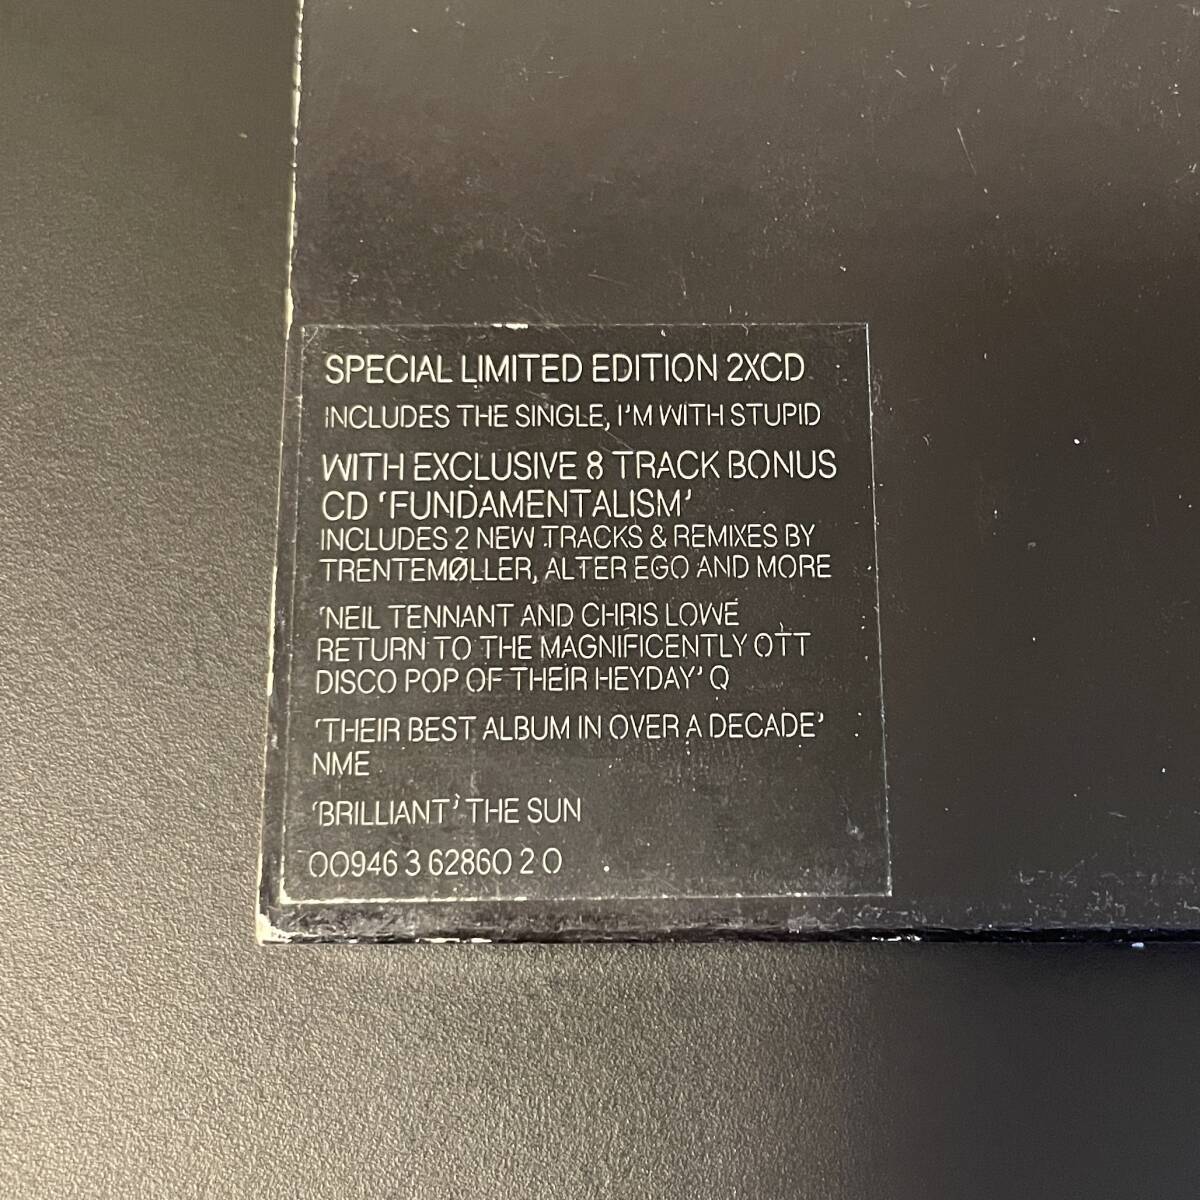 SPECIAL LIMITED EDITION 2XCD
INCLUDES THE SINGLE, I'M WITH STUPID
WITH EXCLUSIVE 8 TRACK BONUS
CD 'FUNDAMENTALISM'
INCLUDES 2 NEW TRACKS & REMIXES BY
TRENTEMØLLER, ALTER EGO AND MORE
'NEIL TENNANT AND CHRIS LOWE
RETURN TO THE MAGNIFICENTLY OTT
DISCO POP OF THEIR HEYDAY' Q
'THEIR BEST ALBUM IN OVER A DECADE'
NME
'BRILLIANT' THE SUN
00946 3 62860 2 0